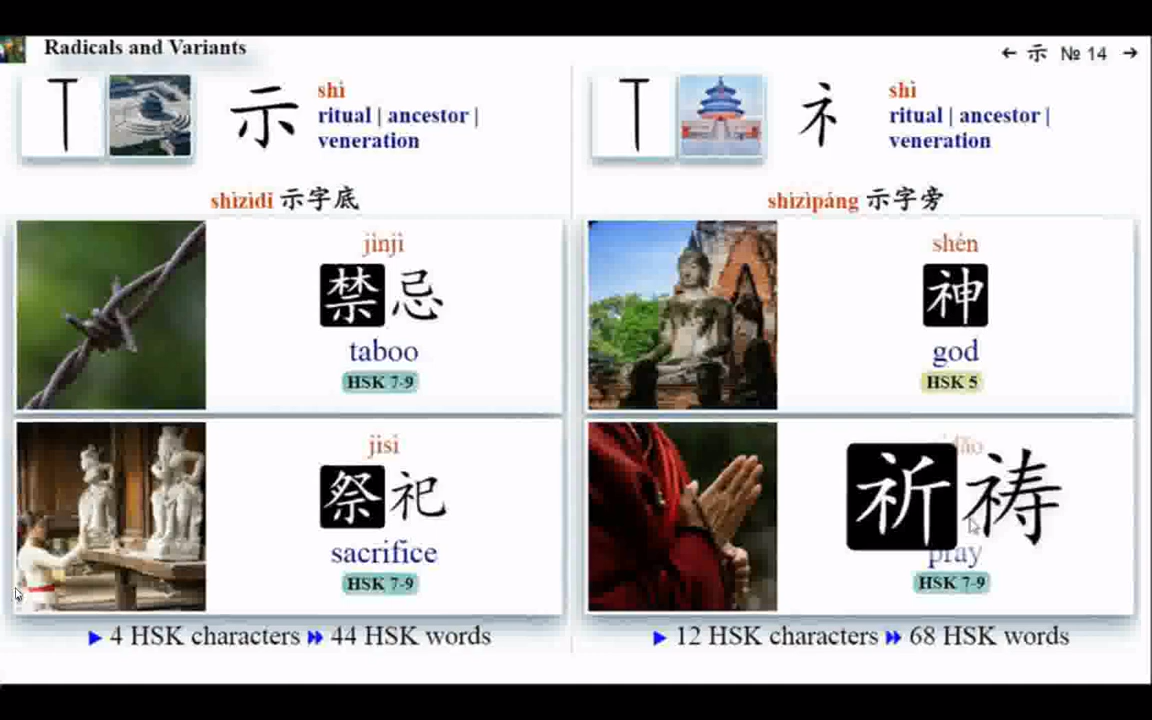 Radicals and Variants
← 示 № 14 →
示
shì
ritual | ancestor |
veneration
shìzìdǐ 示字底
jìnjì
禁忌
taboo
HSK 7-9
jìsì
祭祀
sacrifice
HSK 7-9
▶ 4 HSK characters ⏩ 44 HSK words
礻
shì
ritual | ancestor |
veneration
shìzìpáng 示字旁
shén
神
god
HSK 5
祈祷
pray
HSK 7-9
▶ 12 HSK characters ⏩ 68 HSK words